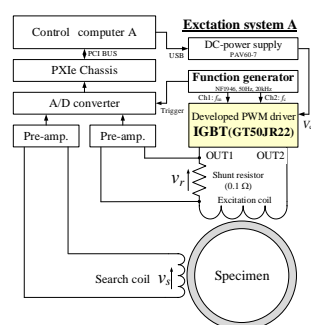 Exctation system A
Control computer A
PCI BUS
USB
DC-power supply
PAV60-7
PXIe Chassis
Function generator
NF1946, 50Hz, 20kHz
A/D converter
Trigger
Ch1: fm Ch2: fc
Developed PWM driver
IGBT(GT50JR22)
Pre-amp. Pre-amp.
OUT1 OUT2
vr
Shunt resistor
(0.1 Ω)
Excitation coil
Search coil
vs
Specimen